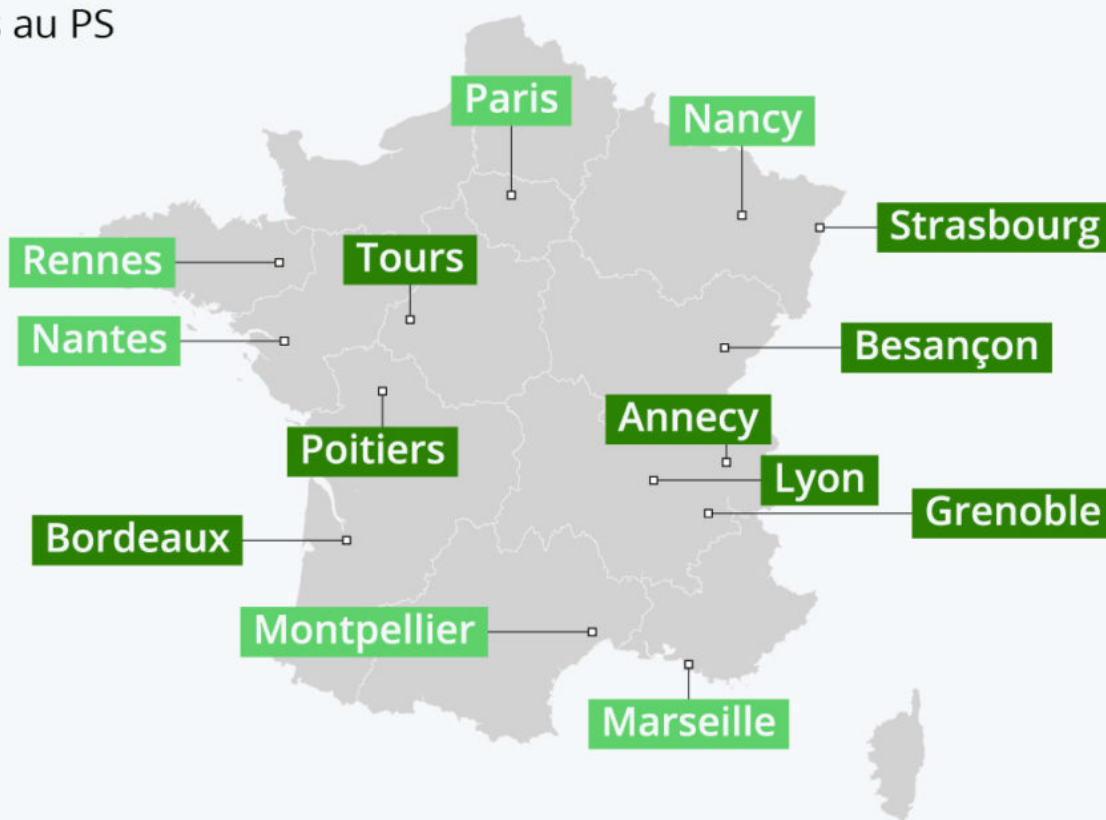 au PS
Paris
Nancy
Strasbourg
Rennes
Tours
Nantes
Besançon
Annecy
Poitiers
Lyon
Grenoble
Bordeaux
Montpellier
Marseille